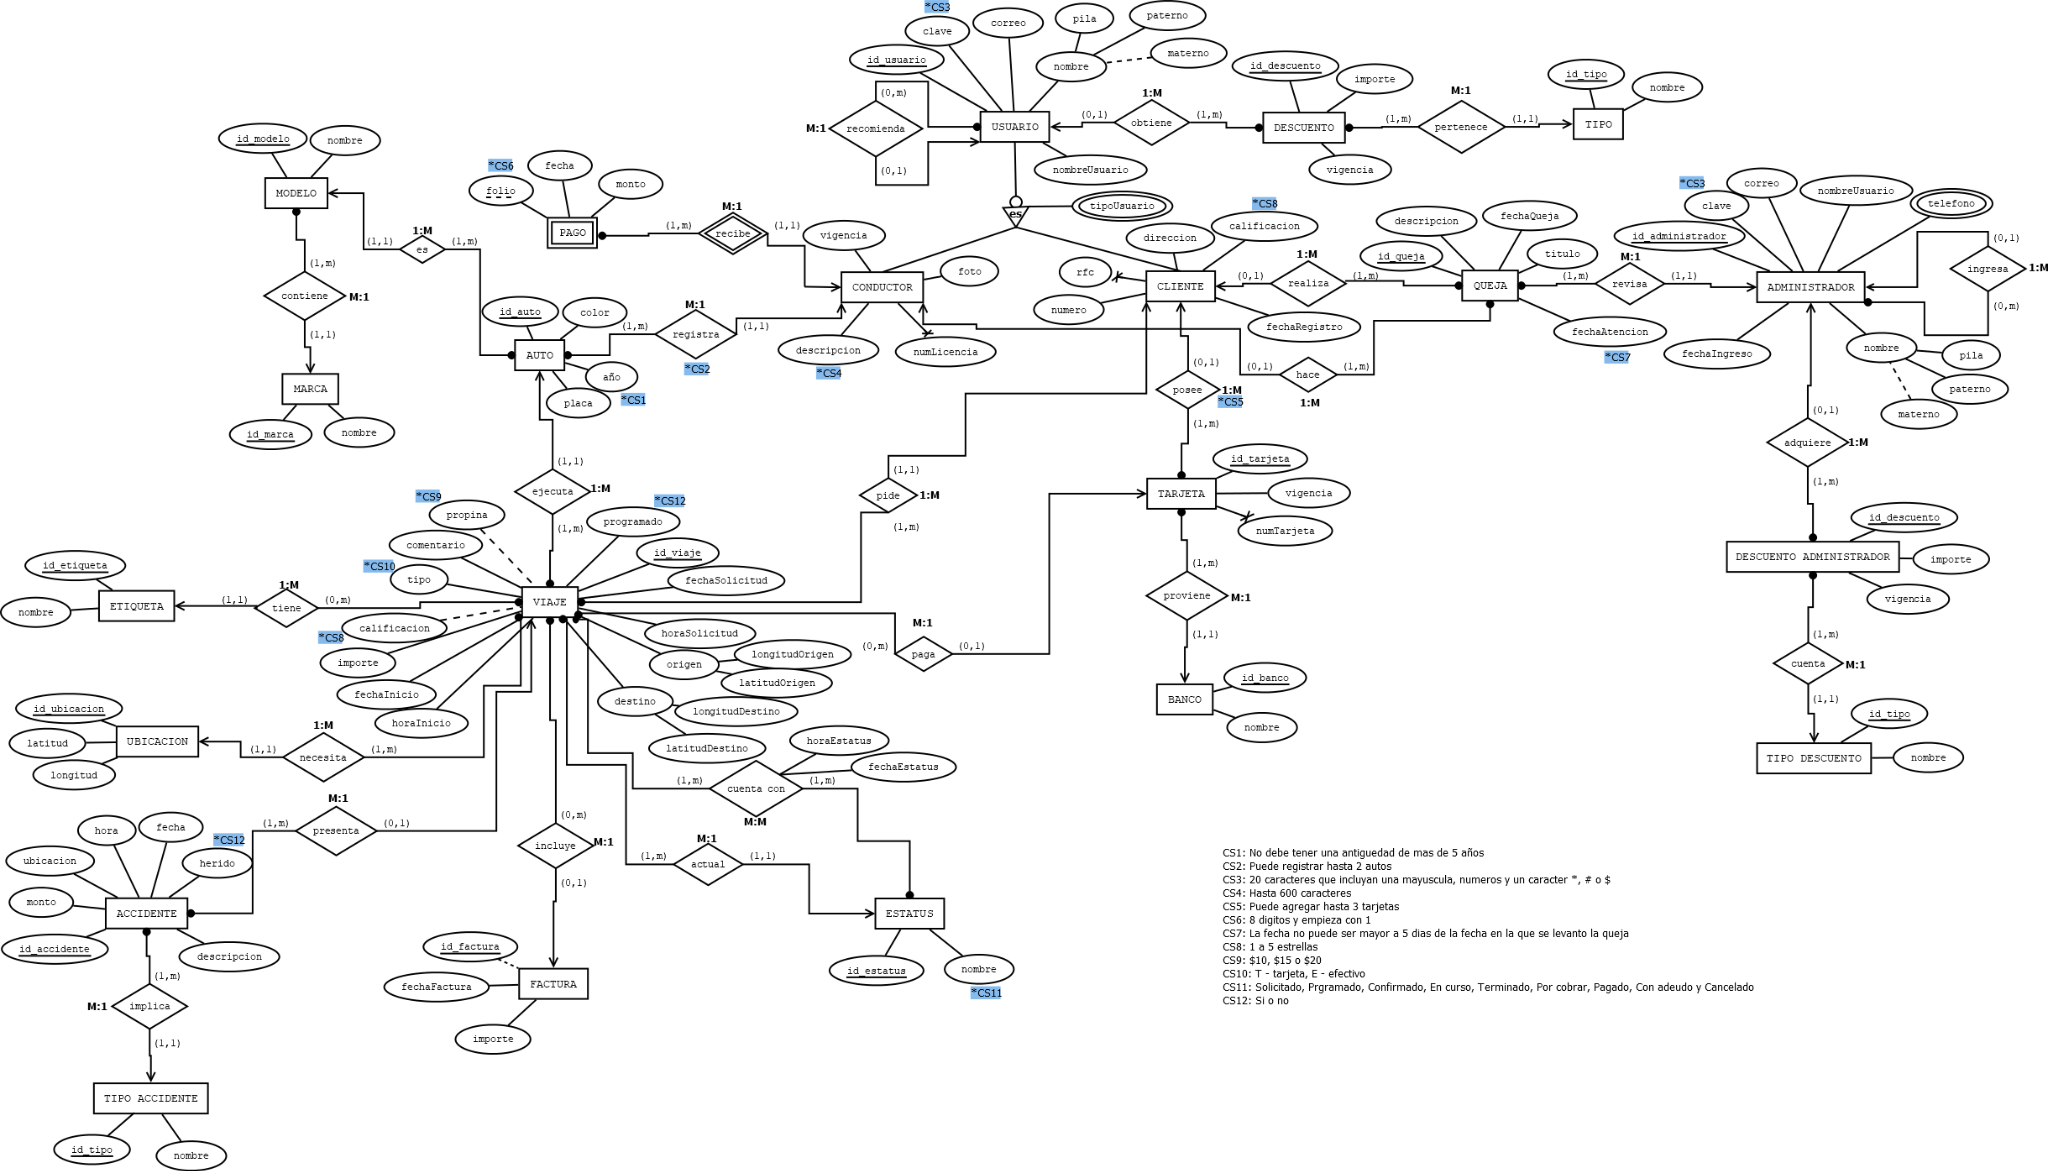 *CS3
clave
correo
pila
paterno
materno
id_usuario
nombre
(0,m)
M:1
recomienda
(0,1)
USUARIO
nombreUsuario
(0,1)
1:M
obtiene
(1,m)
id_descuento
importe
DESCUENTO
vigencia
(1,m)
M:1
pertenece
(1,1)
id_tipo
nombre
TIPO
id_modelo
nombre
MODELO
(1,1)
1:M
es
(1,m)
(1,m)
contiene
M:1
(1,1)
MARCA
id_marca
nombre
*CS6
folio
fecha
monto
PAGO
(1,m)
M:1
recibe
(1,1)
es
tipoUsuario
vigencia
foto
CONDUCTOR
descripcion
*CS4
numLicencia
id_auto
color
AUTO
año
*CS1
placa
(1,m)
M:1
registra
(1,1)
*CS2
*CS8
calificacion
direccion
rfc
numero
CLIENTE
fechaRegistro
(0,1)
1:M
realiza
(1,m)
descripcion
fechaQueja
id_queja
titulo
QUEJA
fechaAtencion
*CS7
(1,m)
M:1
revisa
(1,1)
*CS3
clave
correo
nombreUsuario
telefono
id_administrador
ADMINISTRADOR
(0,1)
ingresa
1:M
(0,m)
fechaIngreso
nombre
pila
paterno
materno
(0,1)
posee
1:M
*CS5
(1,m)
(0,1)
hace
(1,m)
1:M
(0,1)
adquiere
1:M
(1,m)
(1,1)
ejecuta
1:M
(1,m)
(1,1)
pide
1:M
(1,m)
id_tarjeta
TARJETA
vigencia
numTarjeta
(1,m)
proviene
M:1
(1,1)
id_banco
BANCO
nombre
id_descuento
DESCUENTO ADMINISTRADOR
importe
vigencia
(1,m)
cuenta
M:1
(1,1)
id_tipo
TIPO DESCUENTO
nombre
*CS9
propina
*CS12
programado
comentario
id_viaje
*CS10
tipo
fechaSolicitud
VIAJE
calificacion
*CS8
importe
fechaInicio
horaInicio
horaSolicitud
origen
longitudOrigen
latitudOrigen
destino
longitudDestino
latitudDestino
id_etiqueta
nombre
ETIQUETA
(1,1)
1:M
tiene
(0,m)
(0,m)
M:1
paga
(0,1)
id_ubicacion
latitud
UBICACION
longitud
(1,1)
1:M
necesita
(1,m)
horaEstatus
fechaEstatus
(1,m)
cuenta con
(1,m)
M:M
(1,m)
M:1
presenta
(0,1)
(0,m)
incluye
M:1
(0,1)
(1,m)
M:1
actual
(1,1)
hora
fecha
*CS12
herido
ubicacion
monto
ACCIDENTE
id_accidente
descripcion
(1,m)
M:1
implica
(1,1)
TIPO ACCIDENTE
id_tipo
nombre
id_factura
fechaFactura
FACTURA
importe
ESTATUS
id_estatus
nombre
*CS11
CS1: No debe tener una antiguedad de mas de 5 años
CS2: Puede registrar hasta 2 autos
CS3: 20 caracteres que incluyan una mayuscula, numeros y un caracter *, # o $
CS4: Hasta 600 caracteres
CS5: Puede agregar hasta 3 tarjetas
CS6: 8 digitos y empieza con 1
CS7: La fecha no puede ser mayor a 5 dias de la fecha en la que se levanto la queja
CS8: 1 a 5 estrellas
CS9: $10, $15 o $20
CS10: T - tarjeta, E - efectivo
CS11: Solicitado, Prgramado, Confirmado, En curso, Terminado, Por cobrar, Pagado, Con adeudo y Cancelado
CS12: Si o no